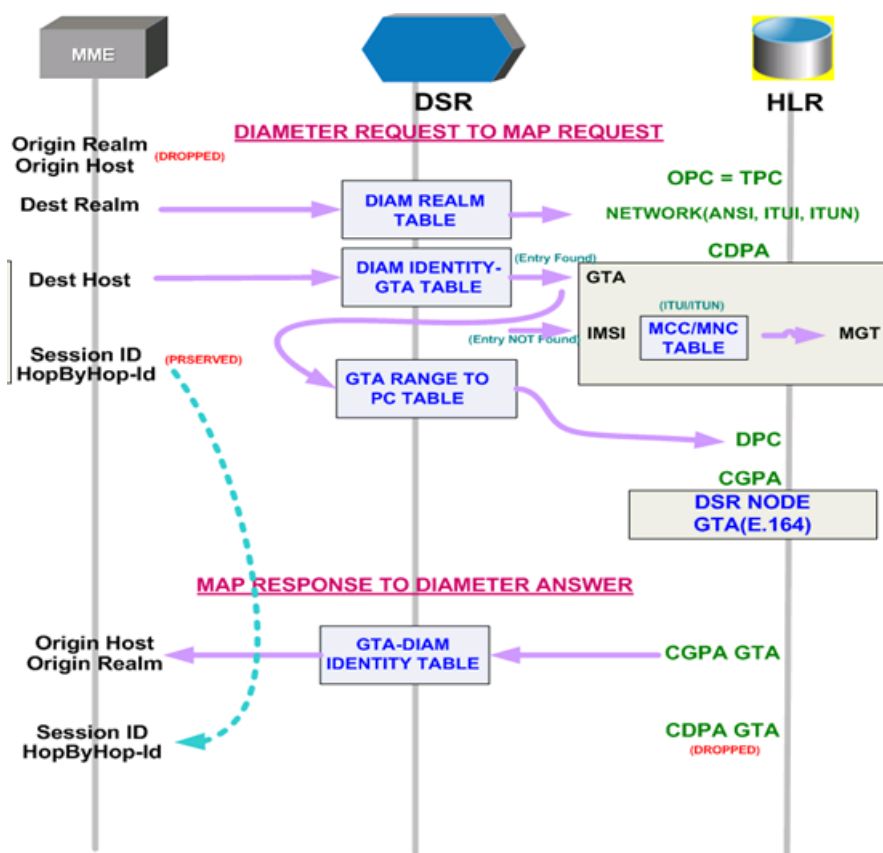 MME
DSR
HLR
DIAMETER REQUEST TO MAP REQUEST
Origin Realm
Origin Host
(DROPPED)
OPC = TPC
Dest Realm
DIAM REALM
TABLE
NETWORK(ANSI, ITUI, ITUN)
CDPA
Dest Host
DIAM IDENTITY-
GTA TABLE
(Entry Found)
GTA
(ITUI/ITUN)
(Entry NOT Found)
IMSI
MCC/MNC
TABLE
MGT
Session ID
HopByHop-Id
(PRSERVED)
GTA RANGE TO
PC TABLE
DPC
CGPA
DSR NODE
GTA(E.164)
MAP RESPONSE TO DIAMETER ANSWER
Origin Host
Origin Realm
GTA-DIAM
IDENTITY TABLE
CGPA GTA
Session ID
HopByHop-Id
CDPA GTA
(DROPPED)